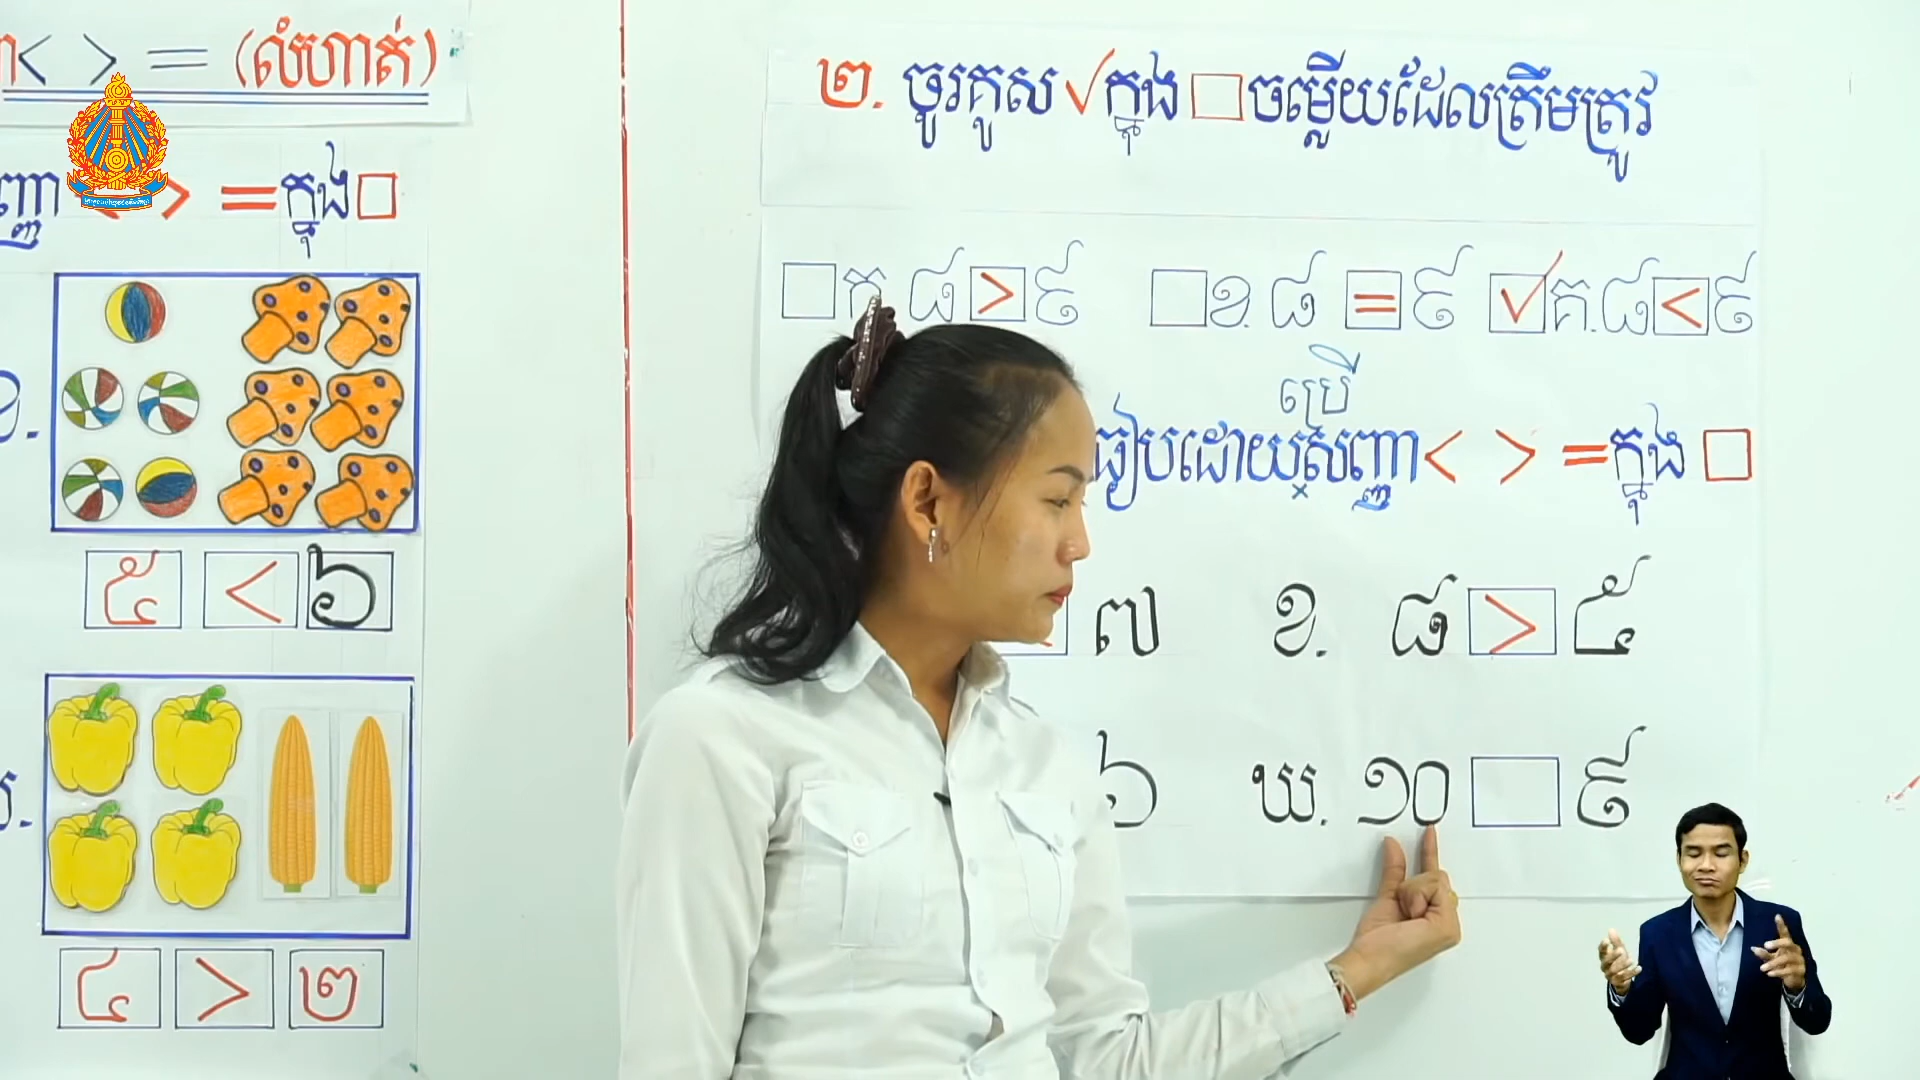 < > = (លំហាត់)
ញ្ញា < > = ក្នុង □
ខ.
៥ < ៦
៤ > ២
២. ចូរគូស ✓ ក្នុង □ ចម្លើយដែលត្រឹមត្រូវ
□ ក. ៨ > ៩ □ ខ. ៨ = ៩ ☑ គ. ៨ < ៩
ប្រើ
ធៀបដោយសញ្ញា < > = ក្នុង □
៧ ខ. ៨ > ៥
៦ ឃ. ១០ □ ៩